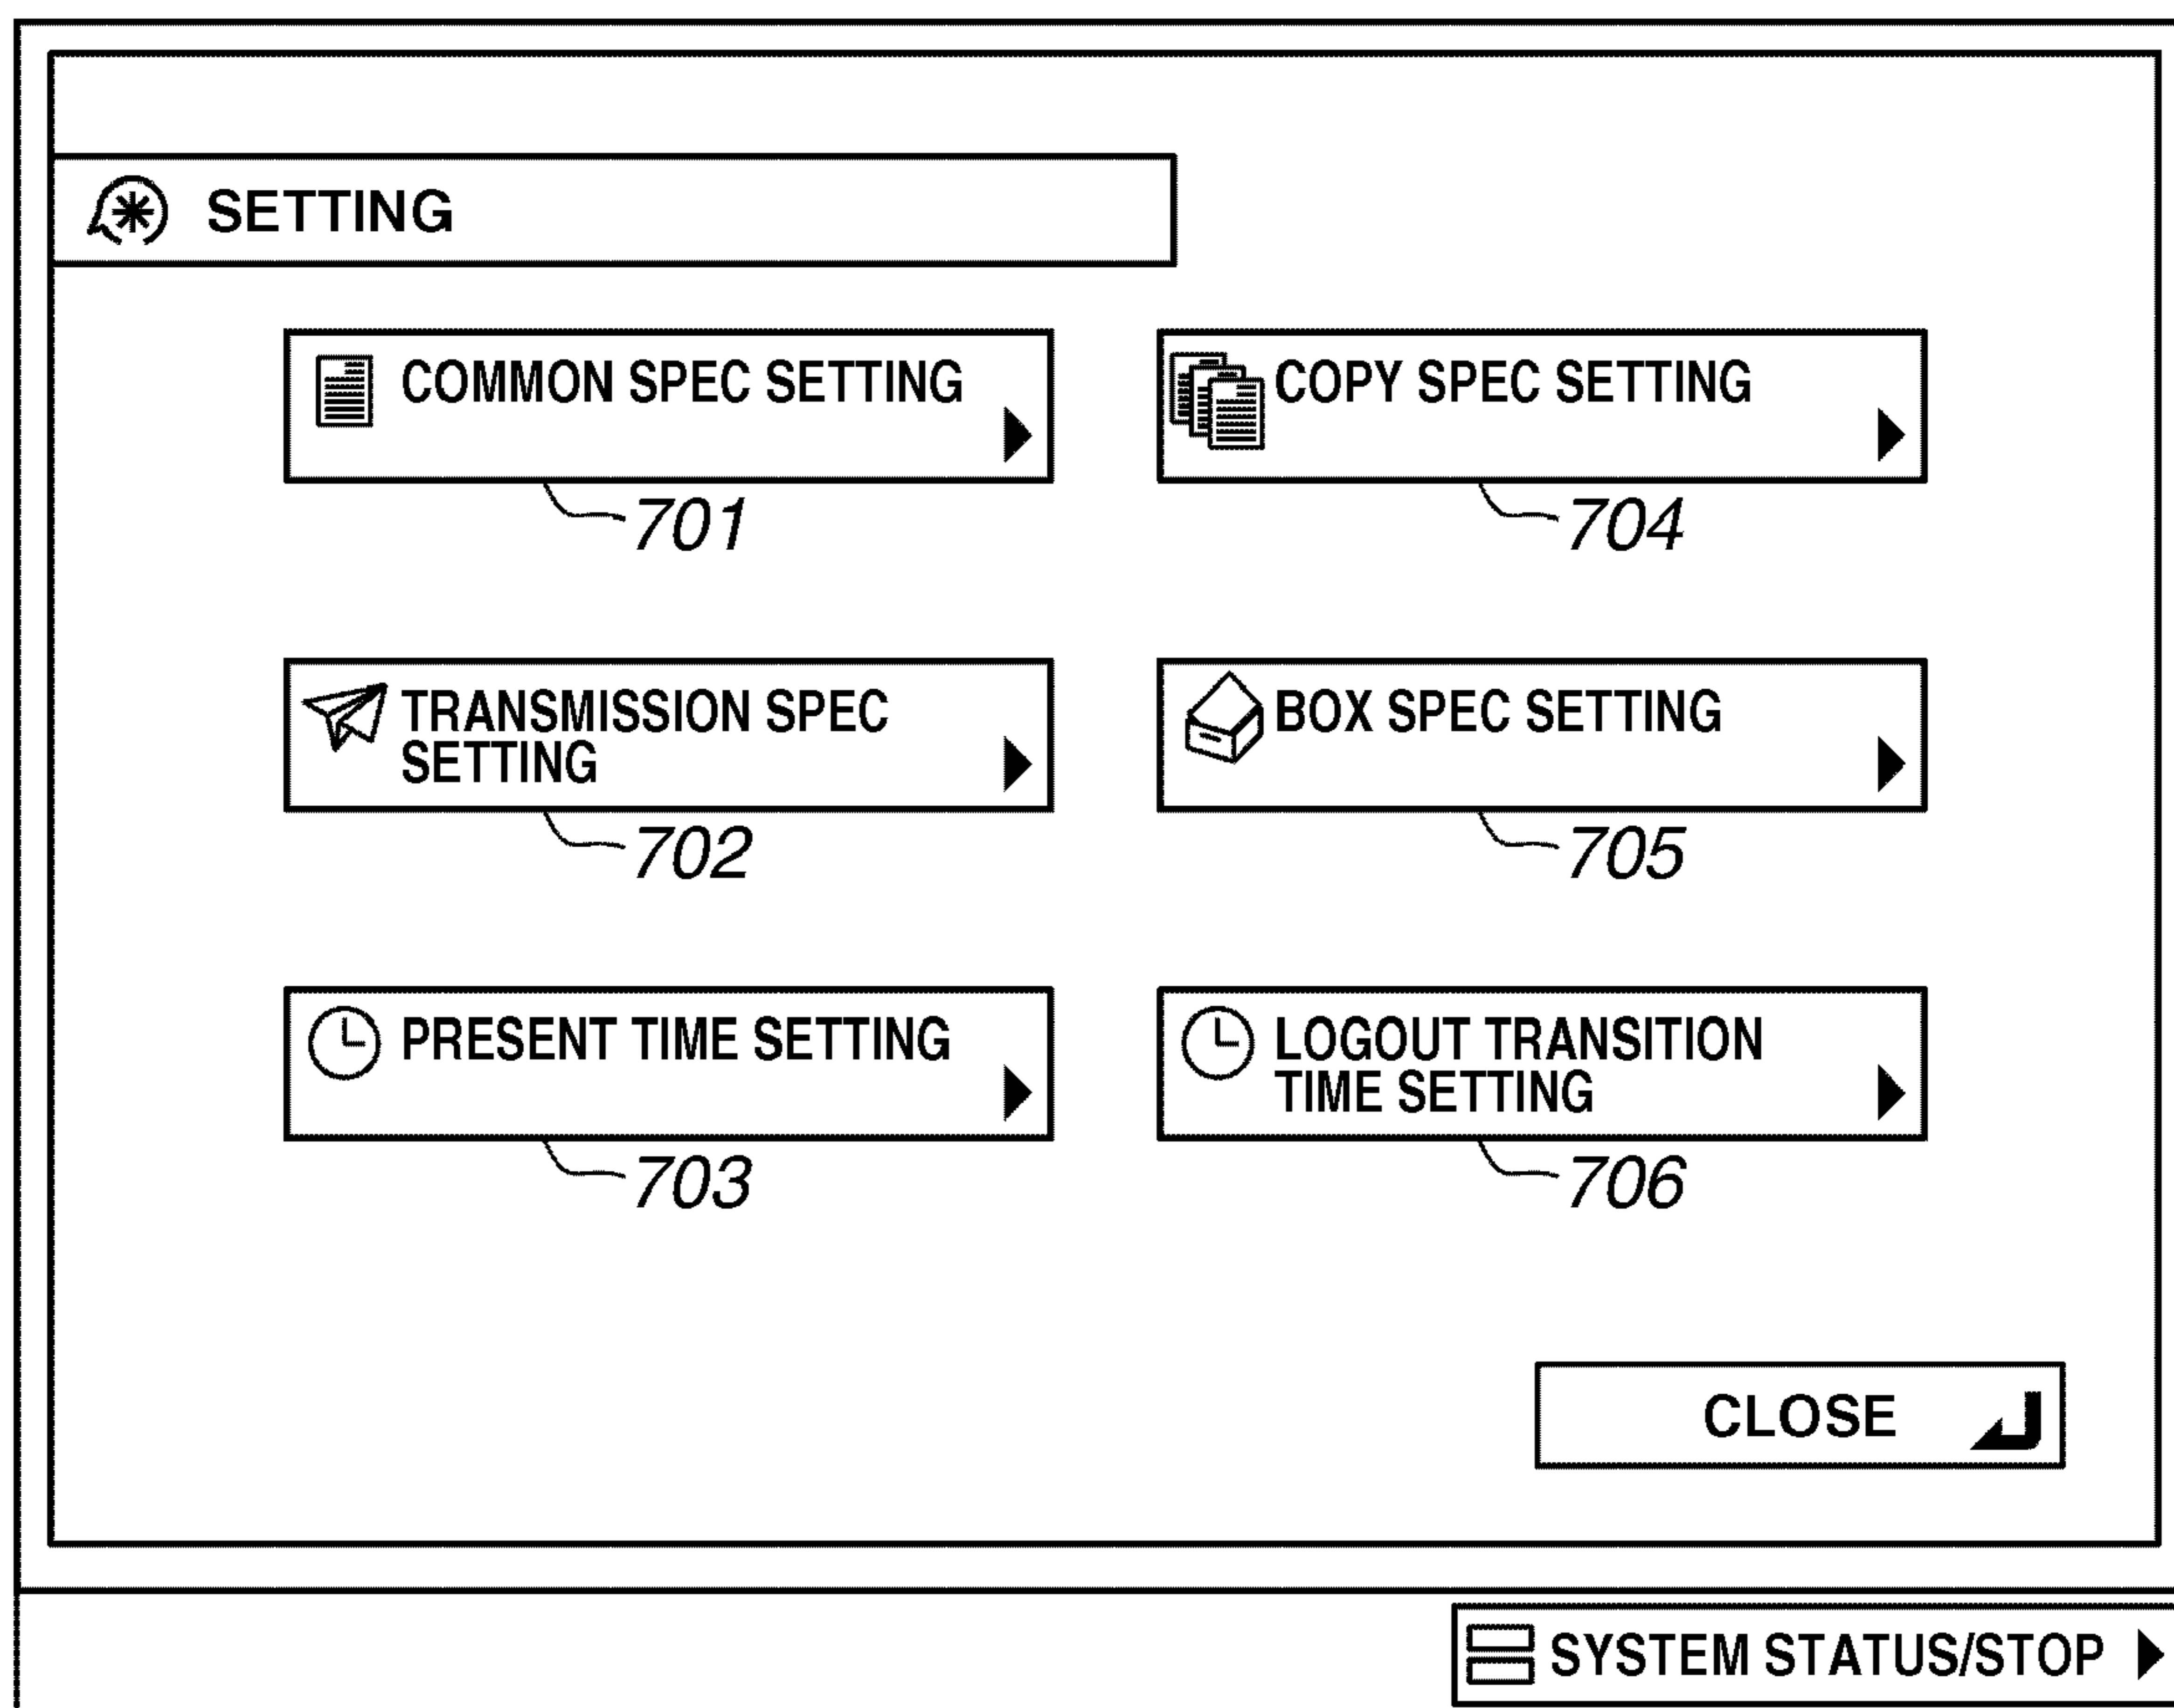 SETTING
COMMON SPEC SETTING
701
COPY SPEC SETTING
704
TRANSMISSION SPEC
SETTING
702
BOX SPEC SETTING
705
PRESENT TIME SETTING
703
LOGOUT TRANSITION
TIME SETTING
706
CLOSE
SYSTEM STATUS/STOP